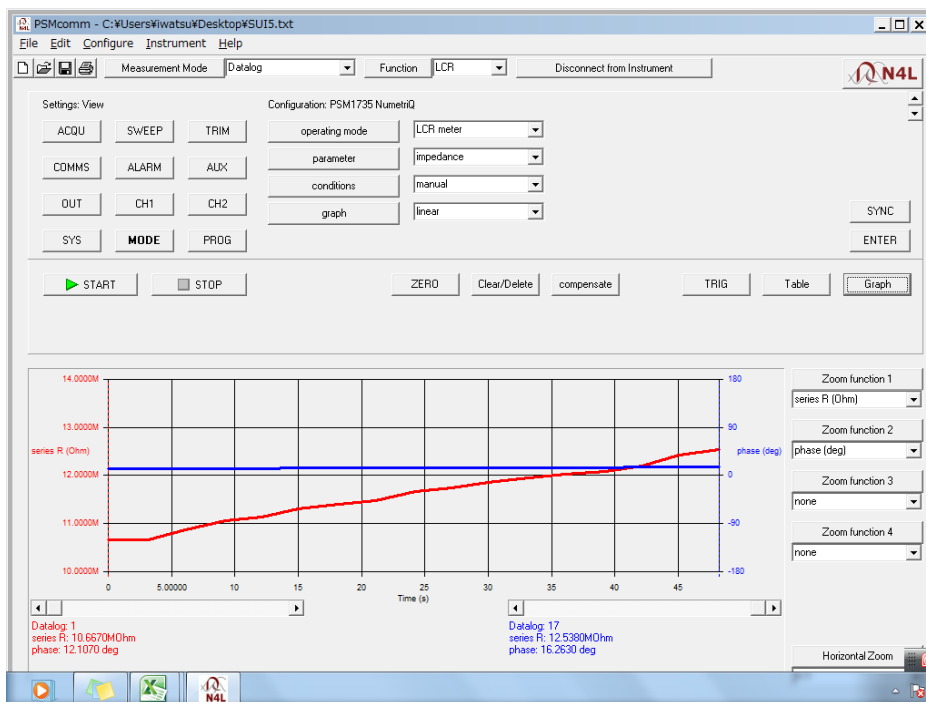 PSMcomm - C:¥Users¥iwatsu¥Desktop¥SUI5.txt
File Edit Configure Instrument Help
Measurement Mode Datalog Function LCR Disconnect from Instrument N4L
Settings: View Configuration: PSM1735 NumetriQ
ACQU SWEEP TRIM operating mode LCR meter
COMMS ALARM AUX parameter impedance
conditions manual
OUT CH1 CH2 graph linear SYNC
SYS MODE PROG ENTER
START STOP ZERO Clear/Delete compensate TRIG Table Graph
14.0000M 180 Zoom function 1
series R (Ohm)
13.0000M 90 Zoom function 2
series R (Ohm) phase (deg) phase (deg)
12.0000M 0 Zoom function 3
none
11.0000M -90 Zoom function 4
none
10.0000M -180
0 5.00000 10 15 20 25 30 35 40 45
Time (s)
Datalog: 1 Datalog: 17
series R: 10.6670MOhm series R: 12.5380MOhm
phase: 12.1070 deg phase: 16.2630 deg
Horizontal Zoom
N4L